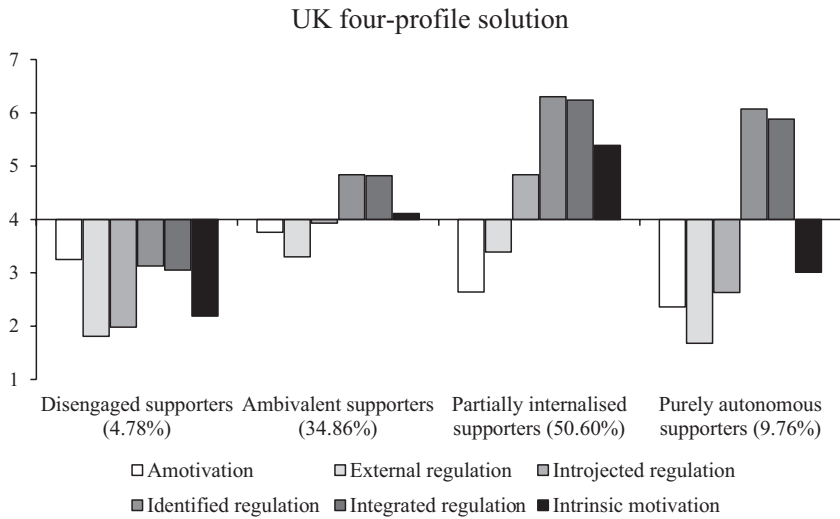 UK four-profile solution
7
6
5
4
3
2
1
Disengaged supporters Ambivalent supporters Partially internalised Purely autonomous
(4.78%) (34.86%) supporters (50.60%) supporters (9.76%)
Amotivation External regulation Introjected regulation
Identified regulation Integrated regulation Intrinsic motivation